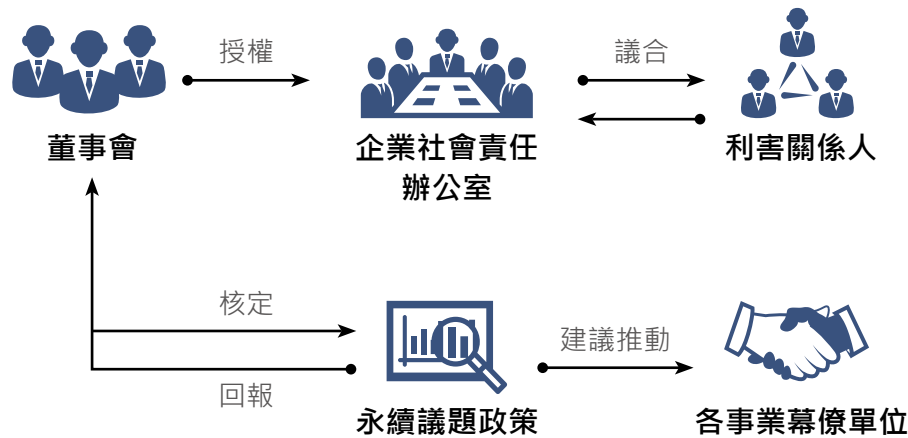 授權
議合
董事會
企業社會責任
辦公室
利害關係人
核定
建議推動
回報
永續議題政策
各事業幕僚單位